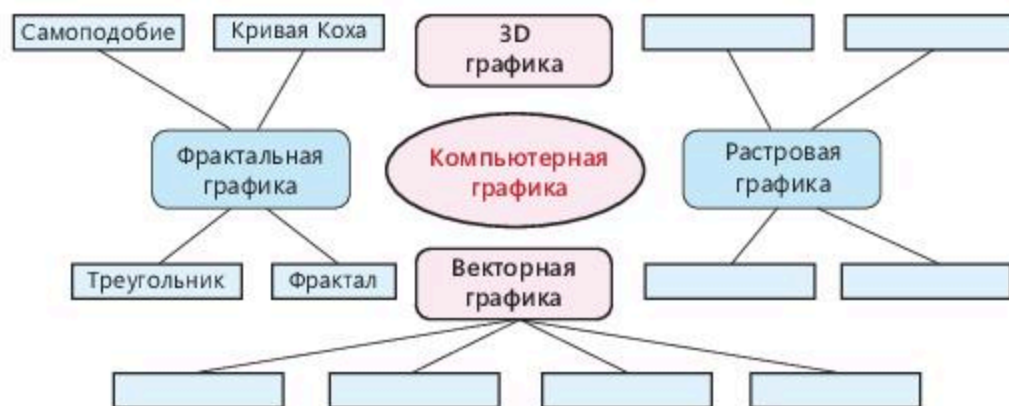 Самоподобие
Кривая Коха
3D
графика
Фрактальная
графика
Компьютерная
графика
Растровая
графика
Треугольник
Фрактал
Векторная
графика